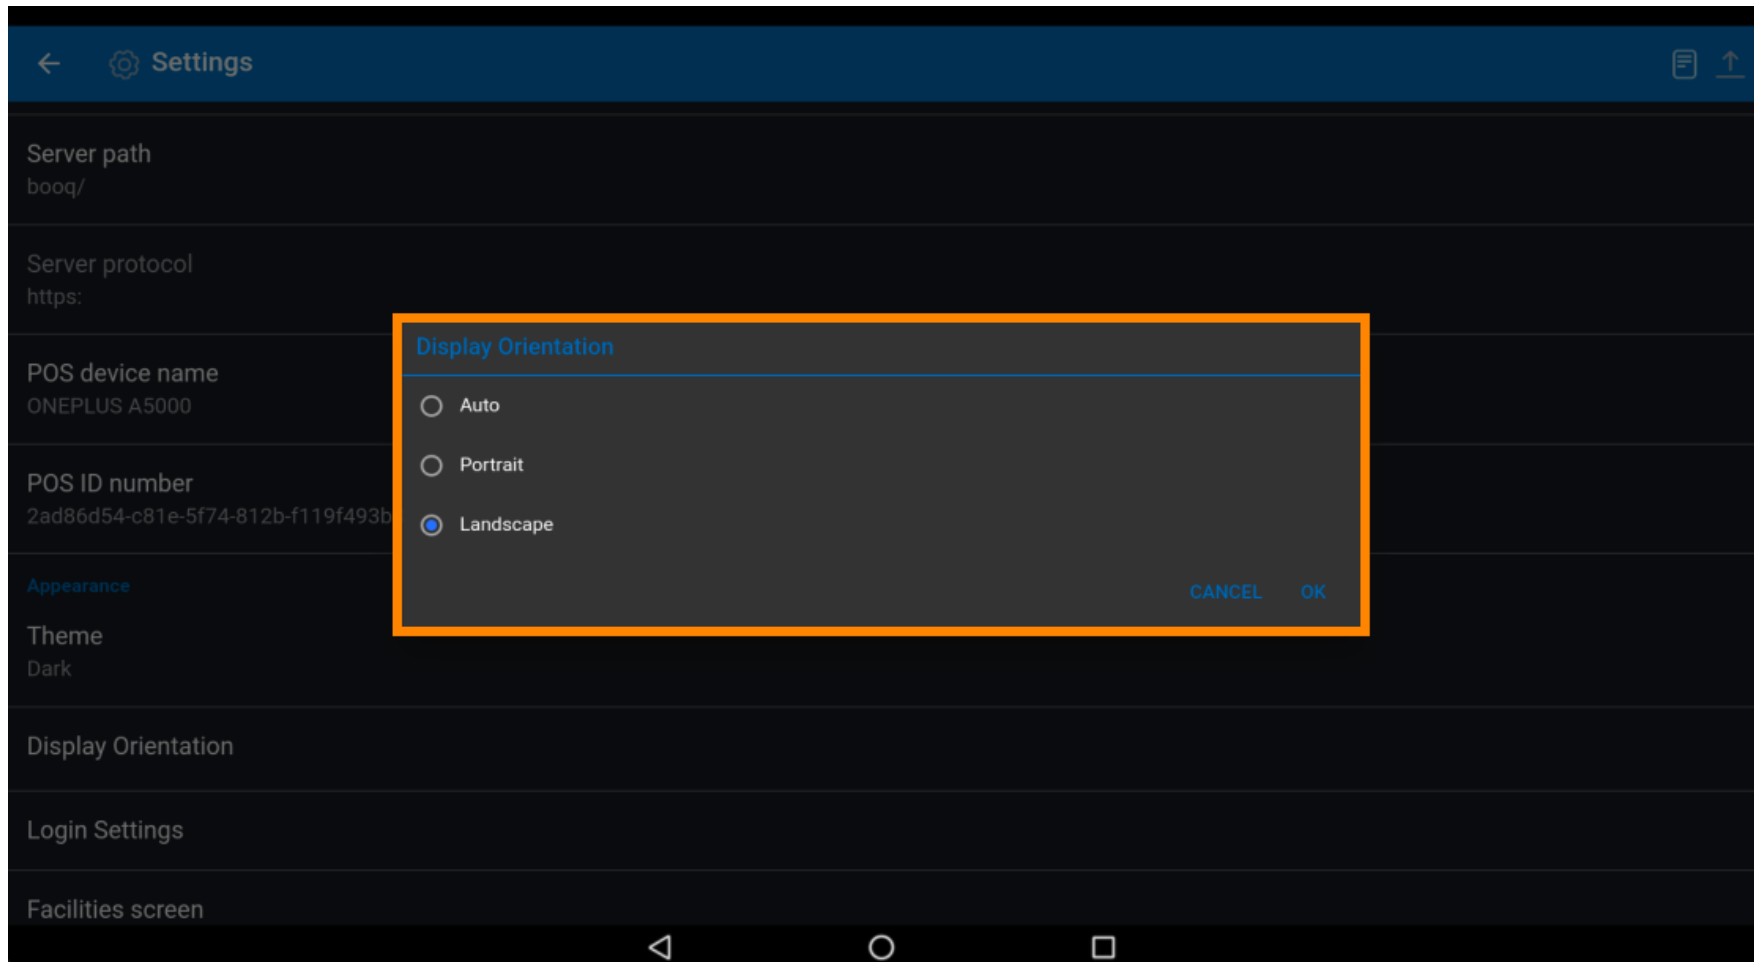 Settings
Server path
booq/
Server protocol
https:
POS device name
ONEPLUS A5000
POS ID number
2ad86d54-c81e-5f74-812b-f119f493b
Appearance
Theme
Dark
Display Orientation
Login Settings
Facilities screen
Display Orientation
Auto
Portrait
Landscape
CANCEL OK